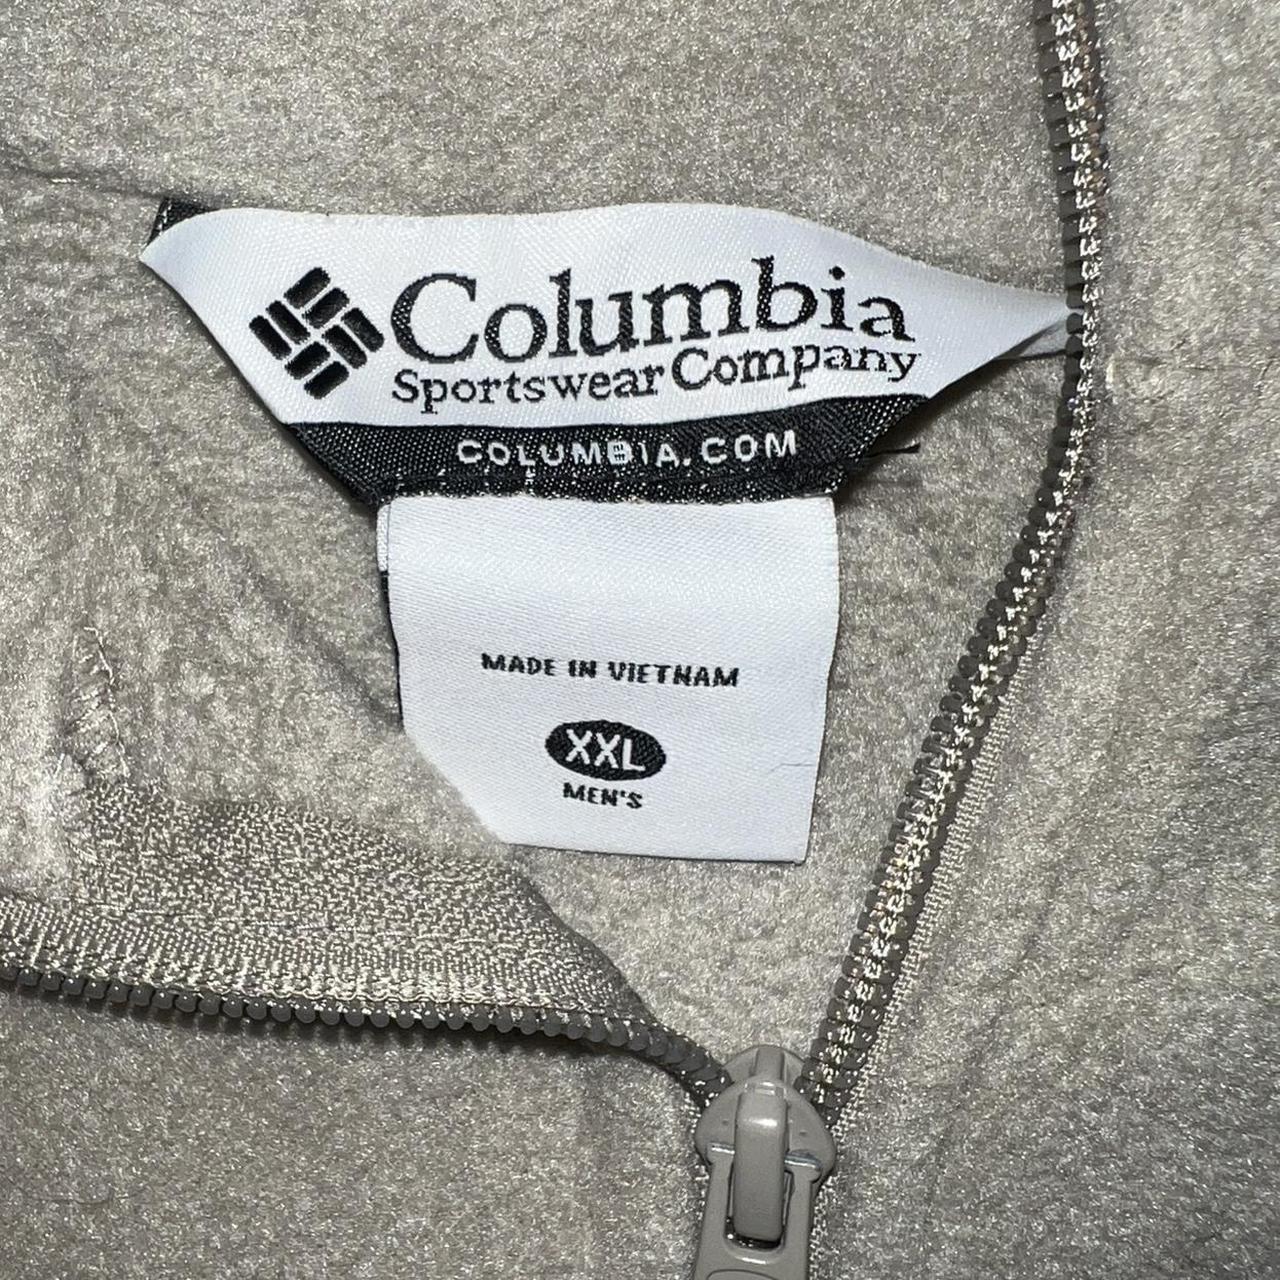 Columbia
Sportswear Company
COLUMBIA.COM
MADE IN VIETNAM
XXL
MEN'S